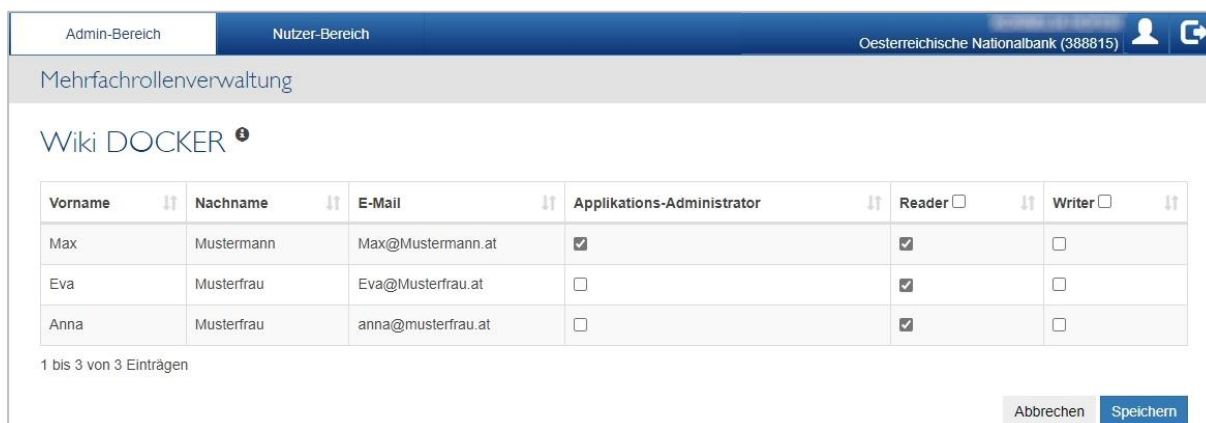 Admin-Bereich Nutzer-Bereich
Oesterreichische Nationalbank (388815)
Mehrfachrollenverwaltung
Wiki DOCKER
Vorname Nachname E-Mail Applikations-Administrator Reader Writer
Max Mustermann Max@Mustermann.at
Eva Musterfrau Eva@Musterfrau.at
Anna Musterfrau anna@musterfrau.at
1 bis 3 von 3 Einträgen
Abbrechen Speichern